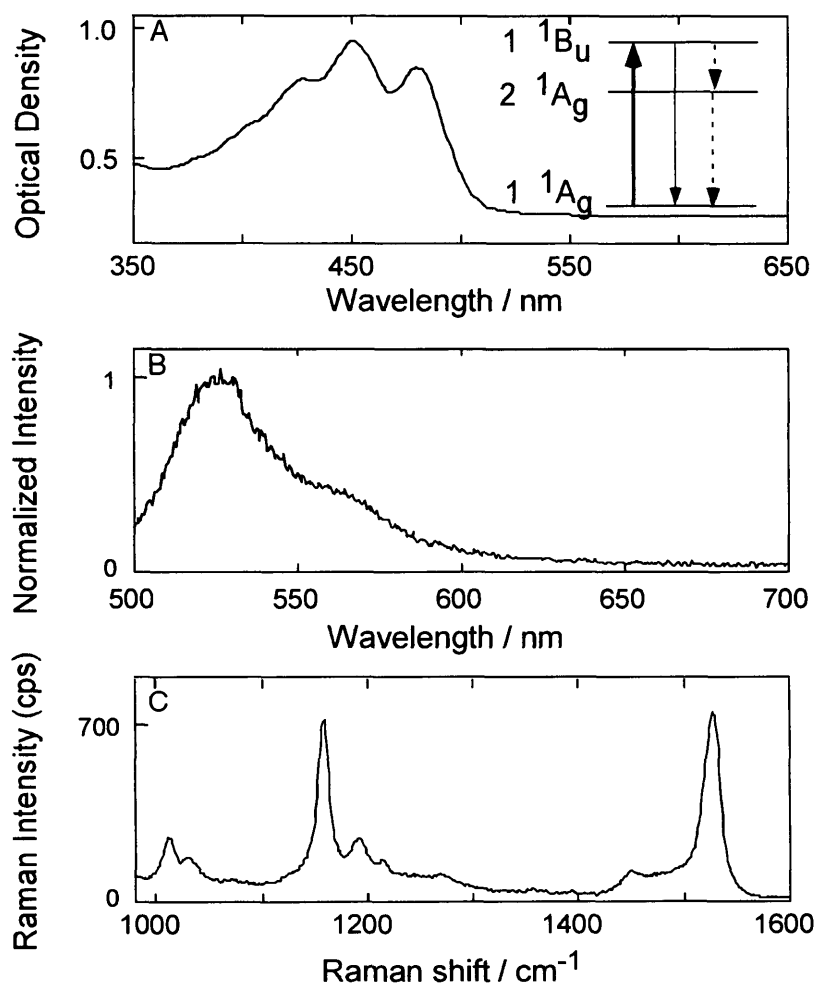 A
Optical Density
1.0
0.5
1 ¹Bᵤ
2 ¹A_g
1 ¹A_g
350 450 550 650
Wavelength / nm
B
Normalized Intensity
1
0
500 550 600 650 700
Wavelength / nm
C
Raman Intensity (cps)
700
0
1000 1200 1400 1600
Raman shift / cm⁻¹